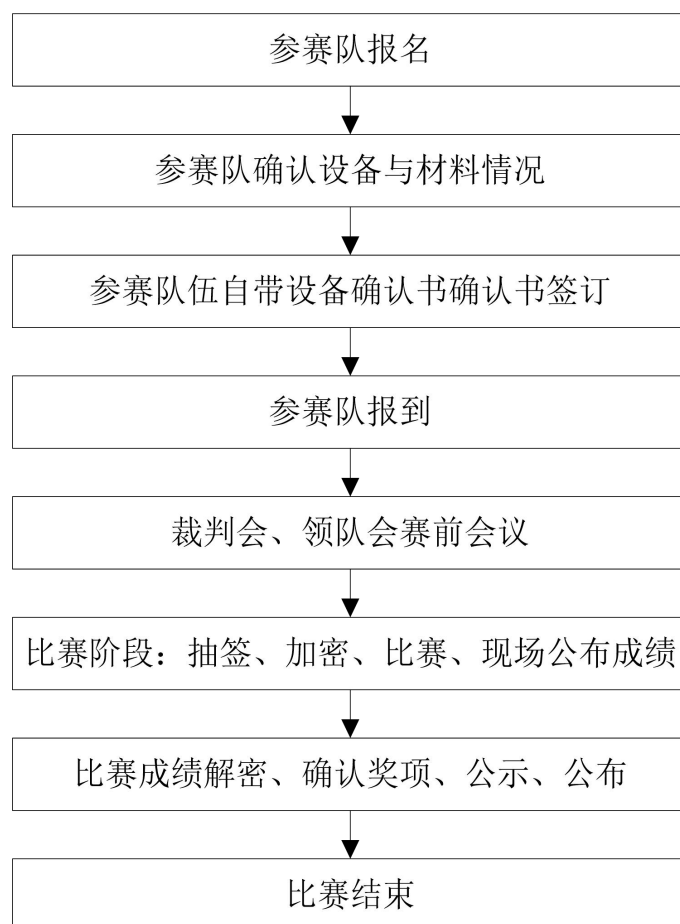 参赛队报名
参赛队确认设备与材料情况
参赛队伍自带设备确认书确认书签订
参赛队报到
裁判会、领队会赛前会议
比赛阶段：抽签、加密、比赛、现场公布成绩
比赛成绩解密、确认奖项、公示、公布
比赛结束